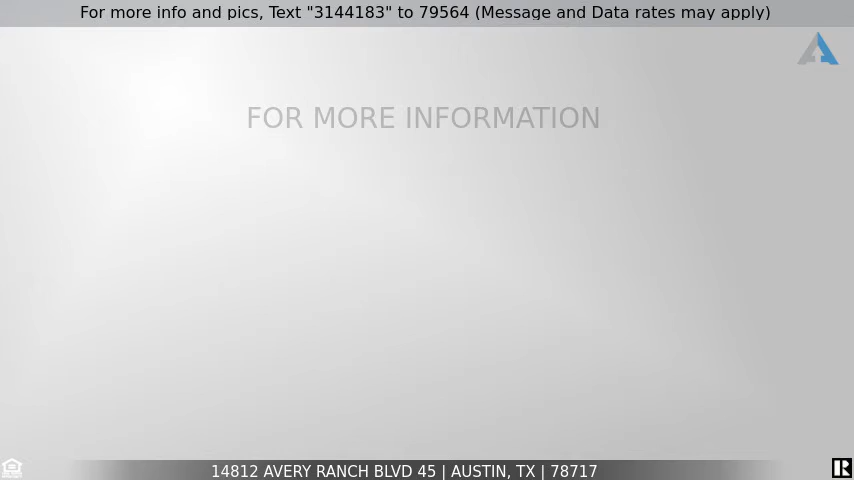 For more info and pics, Text "3144183" to 79564 (Message and Data rates may apply)
FOR MORE INFORMATION
14812 AVERY RANCH BLVD 45 | AUSTIN, TX | 78717